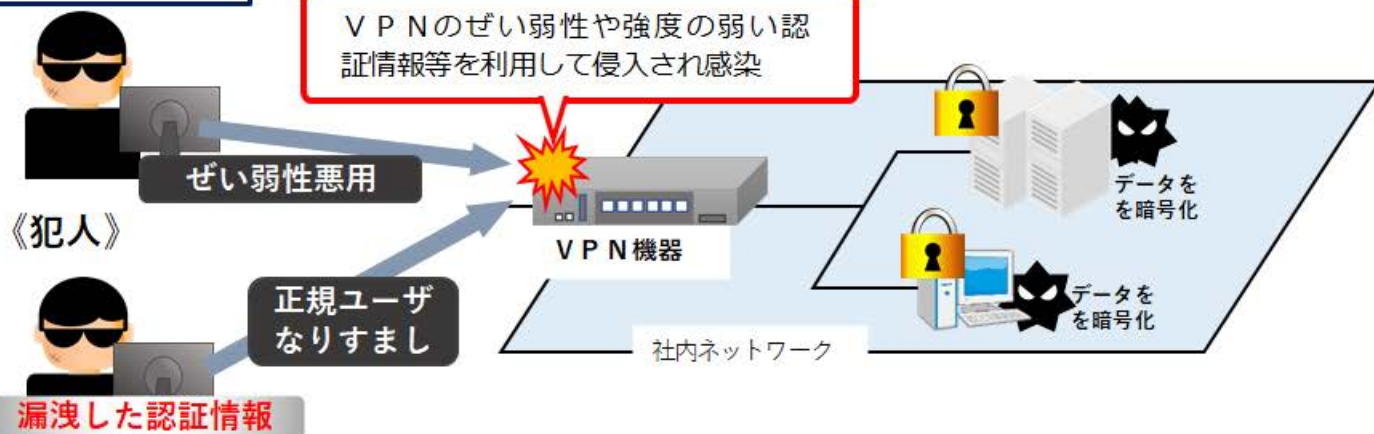 ＶＰＮのぜい弱性や強度の弱い認
証情報等を利用して侵入され感染
ぜい弱性悪用
《犯人》
ＶＰＮ機器
正規ユーザ
なりすまし
漏洩した認証情報
社内ネットワーク
データを
を暗号化
データを
を暗号化